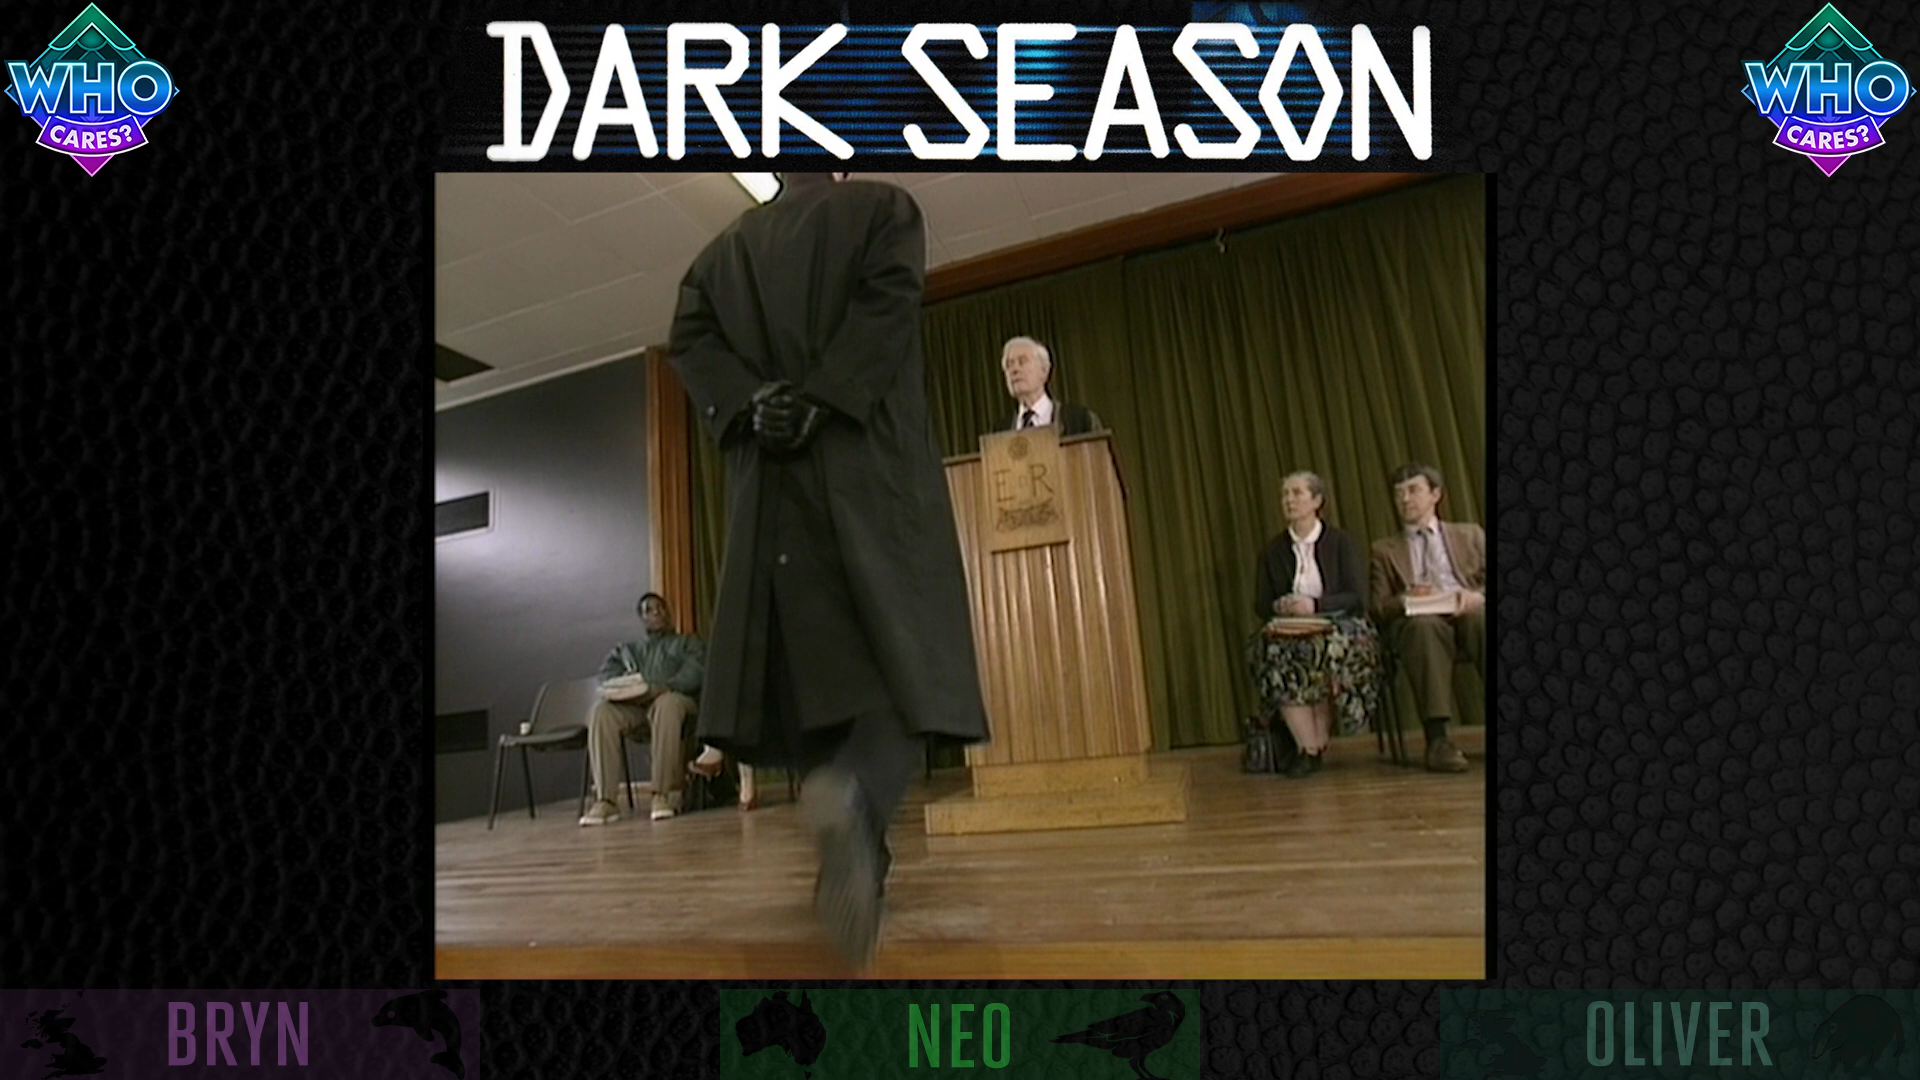 WHO
CARES?
DARK SEASON
WHO
CARES?
E R
BRYN
NEO
OLIVER